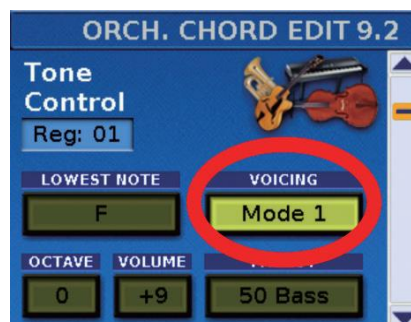 ORCH. CHORD EDIT 9.2
Tone
Control
Reg: 01
LOWEST NOTE VOICING
F Mode 1
OCTAVE VOLUME
0 +9 50 Bass